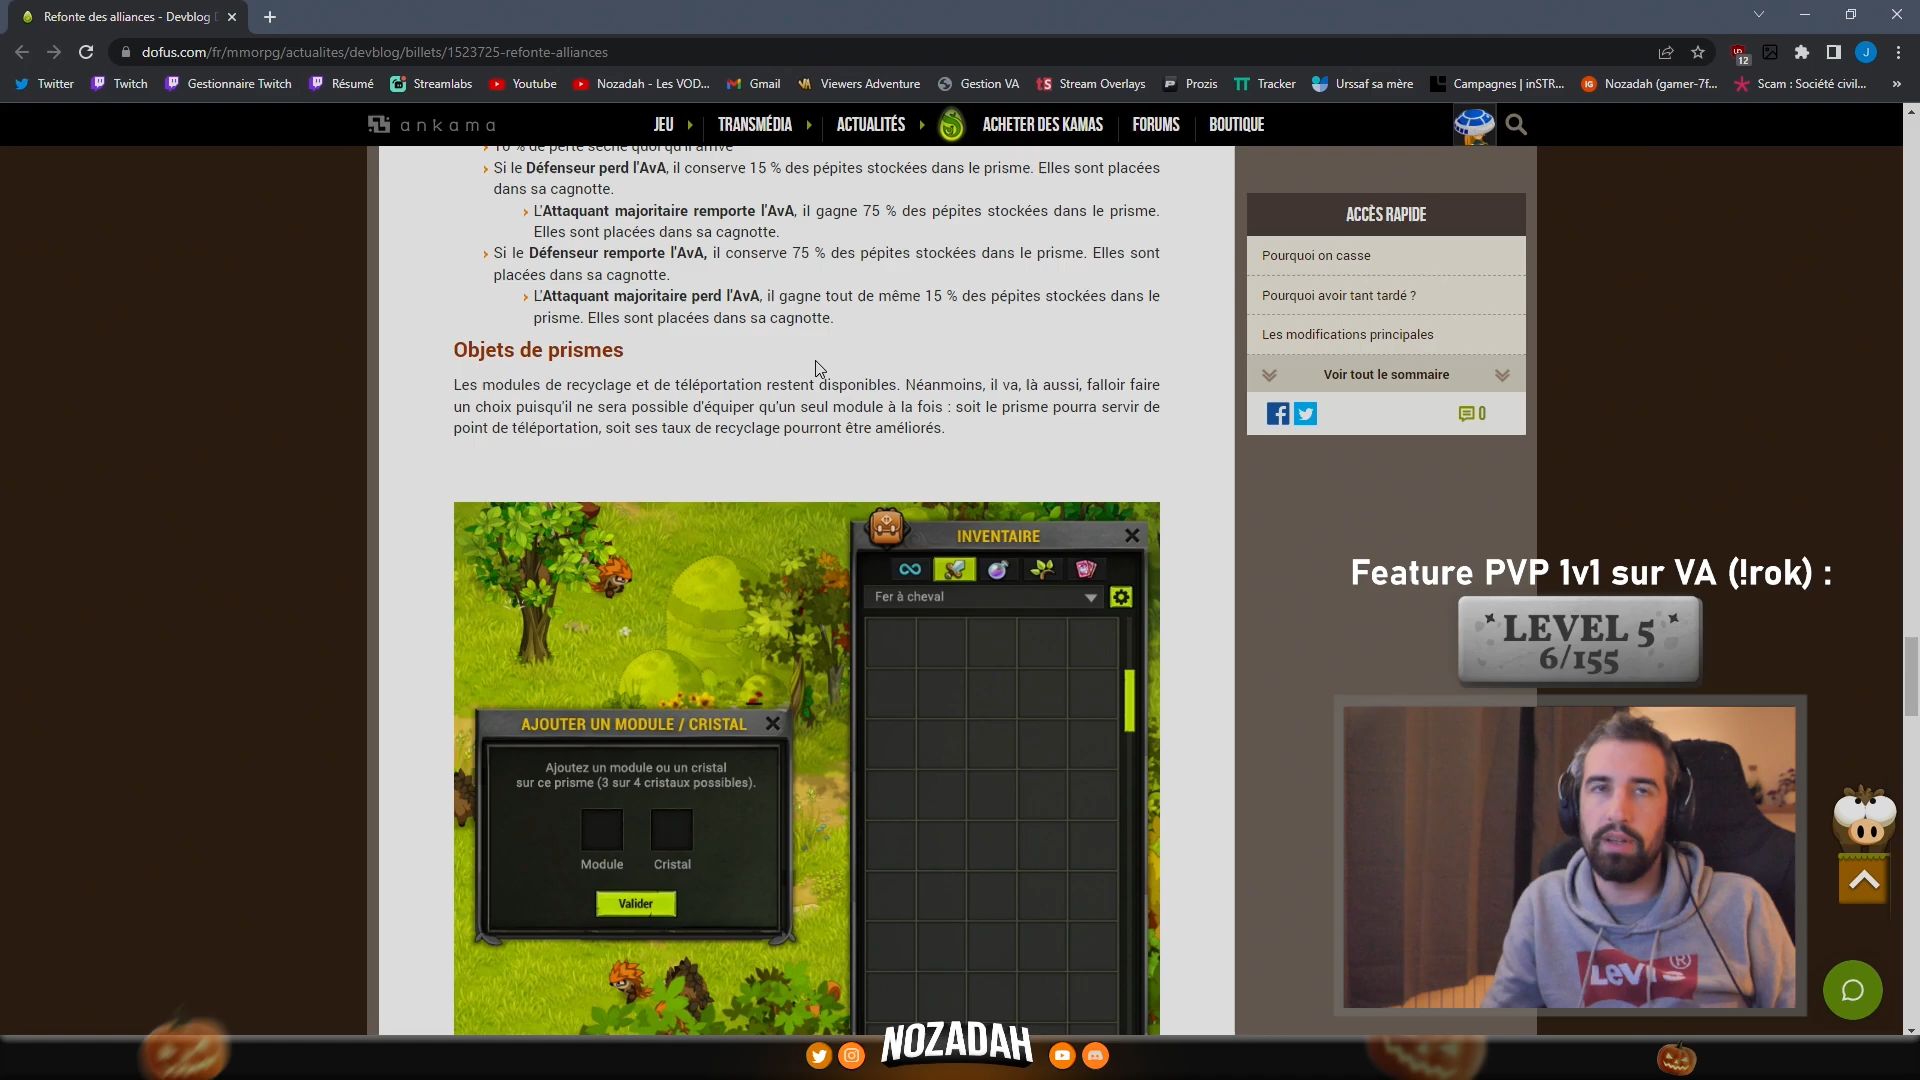 Refonte des alliances - Devblog
dofus.com/fr/mmorpg/actualites/devblog/billets/1523725-refonte-alliances
12
J
Twitter
Twitch
Gestionnaire Twitch
Résumé
Streamlabs
Youtube
Nozadah - Les VOD...
Gmail
Viewers Adventure
Gestion VA
Stream Overlays
Prozis
Tracker
Urssaf sa mère
Campagnes | inSTR...
Nozadah (gamer-7f...
Scam : Société civil...
»
ankama
JEU
TRANSMÉDIA
ACTUALITÉS
ACHETER DES KAMAS
FORUMS
BOUTIQUE
10 % de perte sèche quoi qu'il arrive
Si le Défenseur perd l'AvA, il conserve 15 % des pépites stockées dans le prisme. Elles sont placées
dans sa cagnotte.
L'Attaquant majoritaire remporte l'AvA, il gagne 75 % des pépites stockées dans le prisme.
Elles sont placées dans sa cagnotte.
Si le Défenseur remporte l'AvA, il conserve 75 % des pépites stockées dans le prisme. Elles sont
placées dans sa cagnotte.
L'Attaquant majoritaire perd l'AvA, il gagne tout de même 15 % des pépites stockées dans le
prisme. Elles sont placées dans sa cagnotte.
Objets de prismes
Les modules de recyclage et de téléportation restent disponibles. Néanmoins, il va, là aussi, falloir faire
un choix puisqu'il ne sera possible d'équiper qu'un seul module à la fois : soit le prisme pourra servir de
point de téléportation, soit ses taux de recyclage pourront être améliorés.
INVENTAIRE
Fer à cheval
AJOUTER UN MODULE / CRISTAL
Ajoutez un module ou un cristal
sur ce prisme (3 sur 4 cristaux possibles).
Module
Cristal
Valider
ACCÈS RAPIDE
Pourquoi on casse
Pourquoi avoir tant tardé ?
Les modifications principales
Voir tout le sommaire
0
Feature PVP 1v1 sur VA (!rok) :
LEVEL 5
6/155
Levi's
NOZADAH